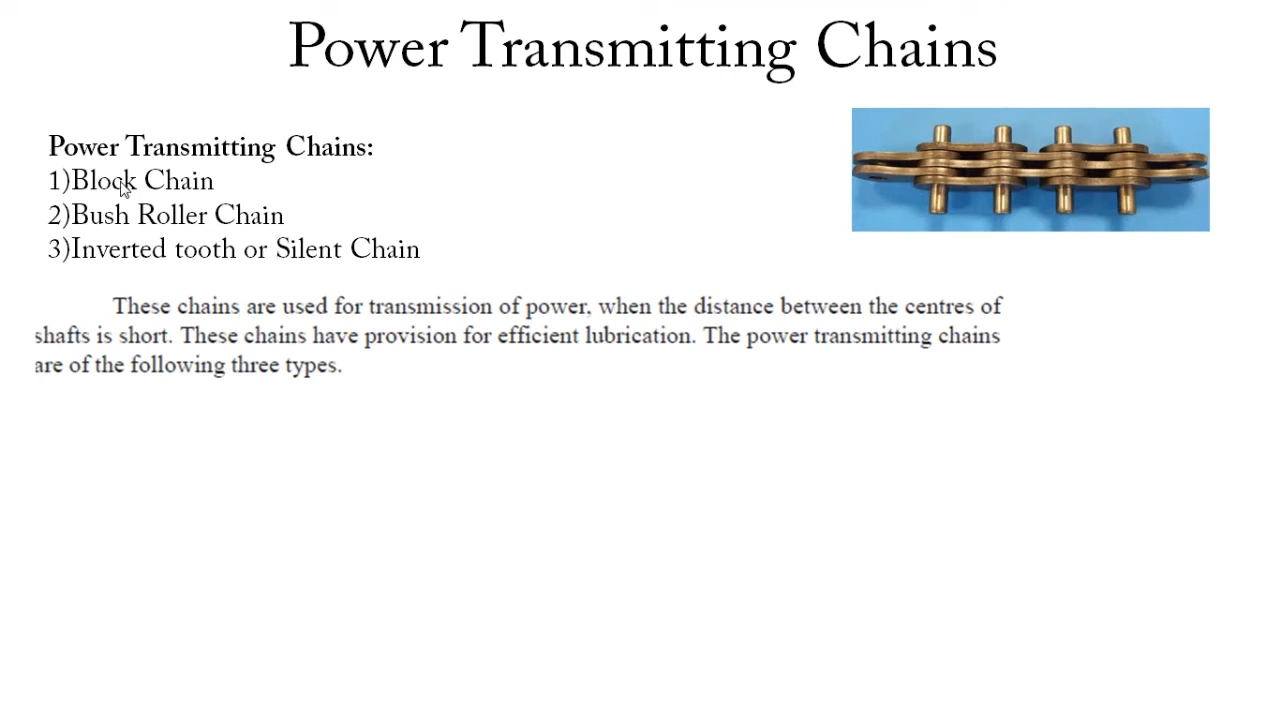 Power Transmitting Chains
Power Transmitting Chains:
1)Block Chain
2)Bush Roller Chain
3)Inverted tooth or Silent Chain
These chains are used for transmission of power, when the distance between the centres of
shafts is short. These chains have provision for efficient lubrication. The power transmitting chains
are of the following three types.